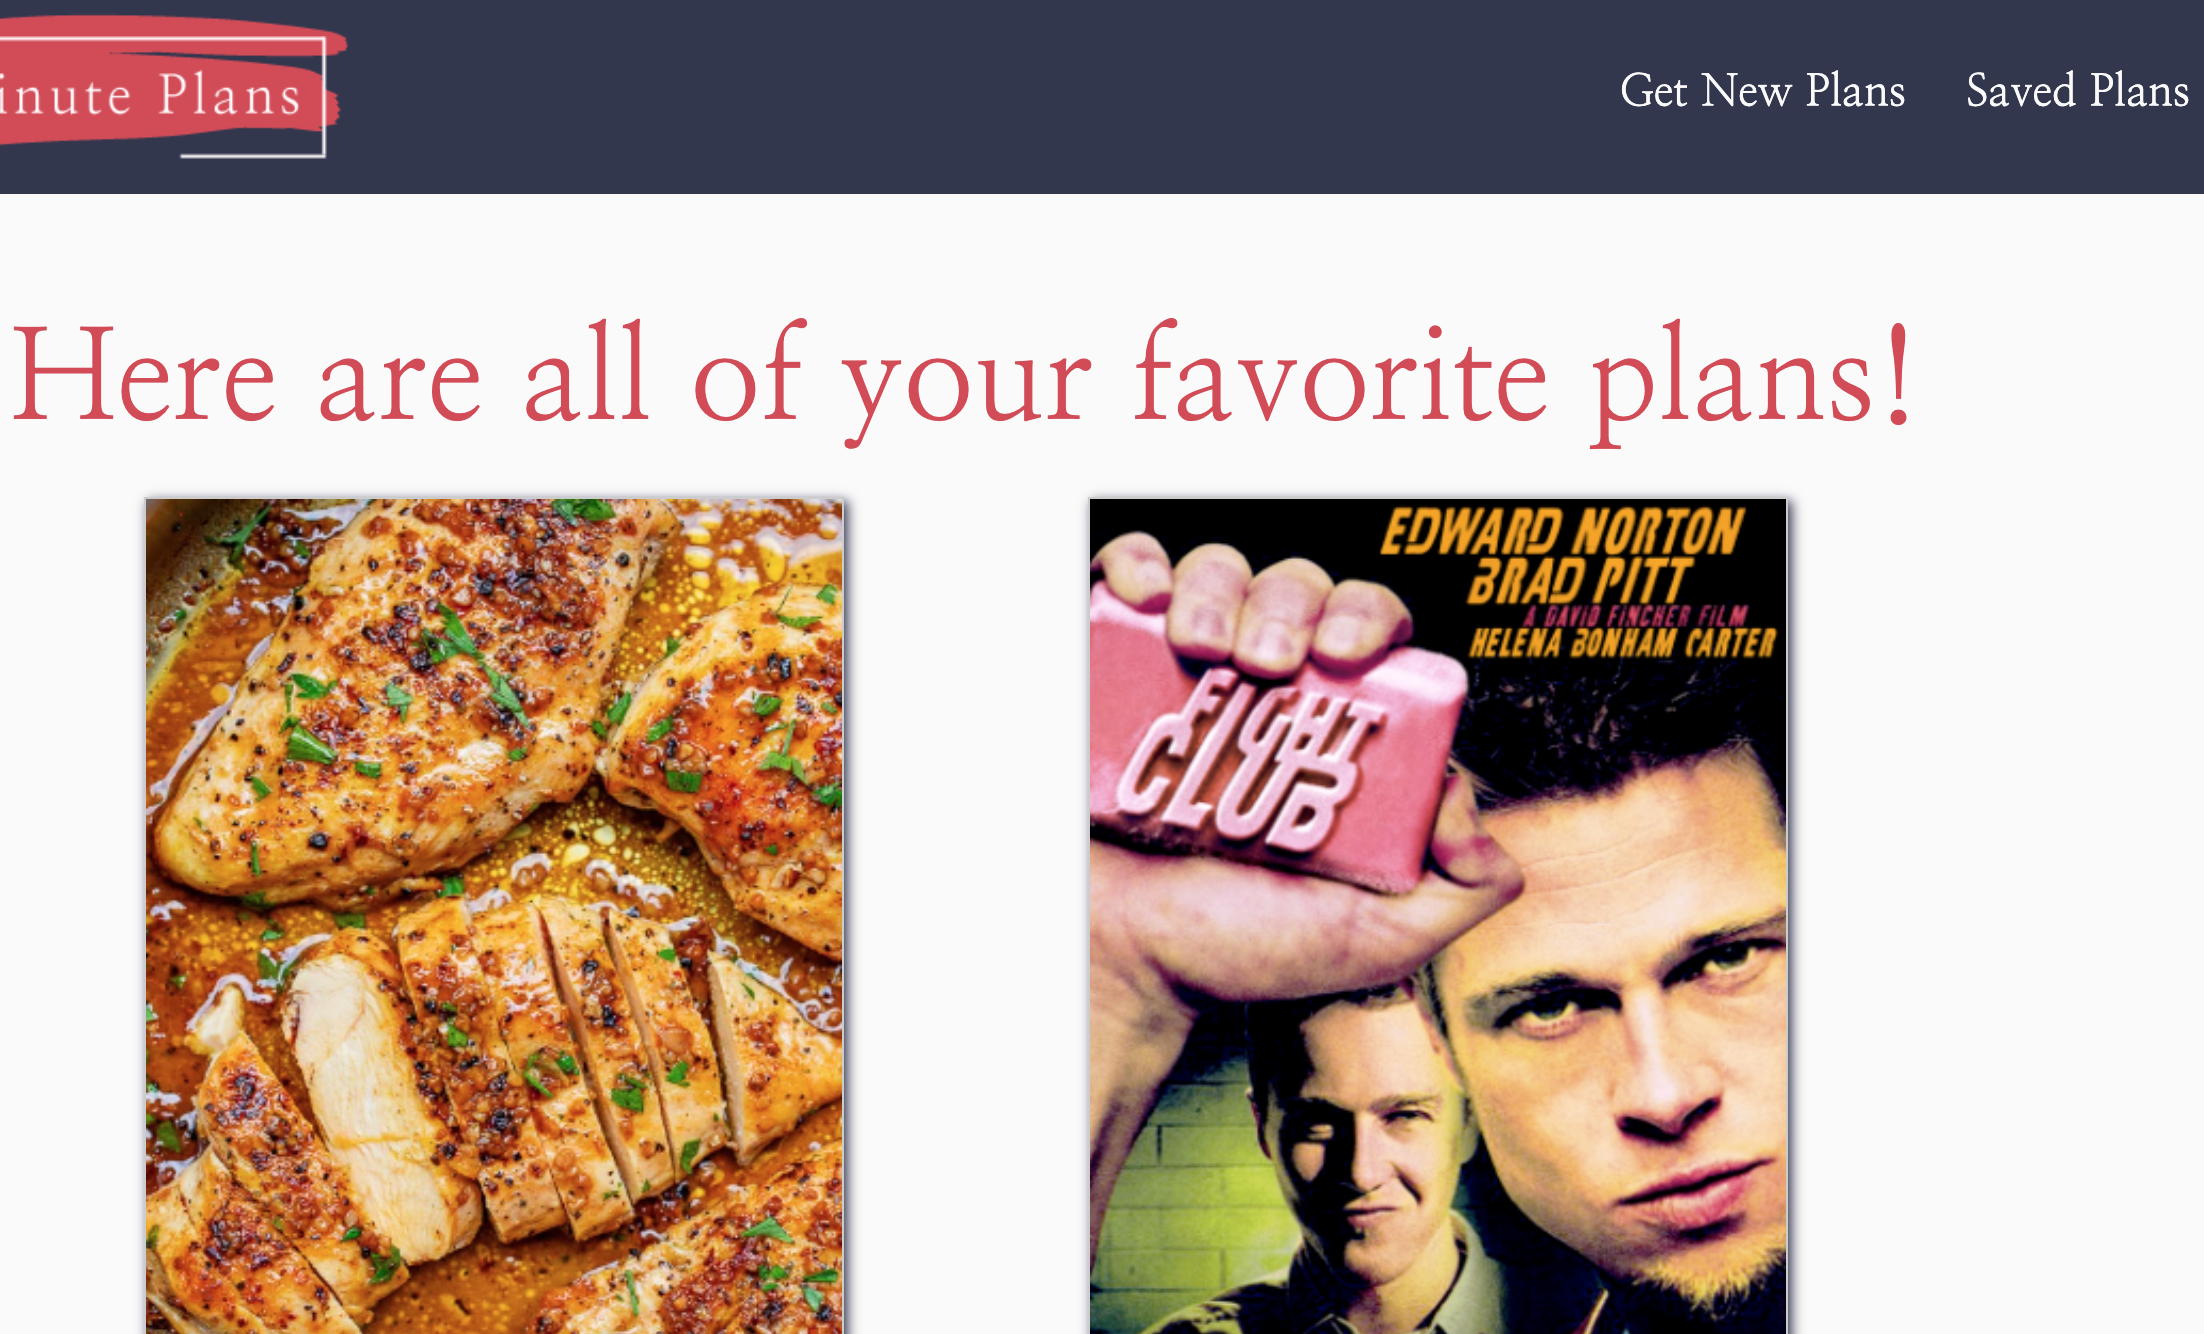 inute Plans
Get New Plans Saved Plans
Here are all of your favorite plans!
EDWARD NORTON
BRAD PITT
A DAVID FINCHER FILM
HELENA BONHAM CARTER
FIGHT
CLUB